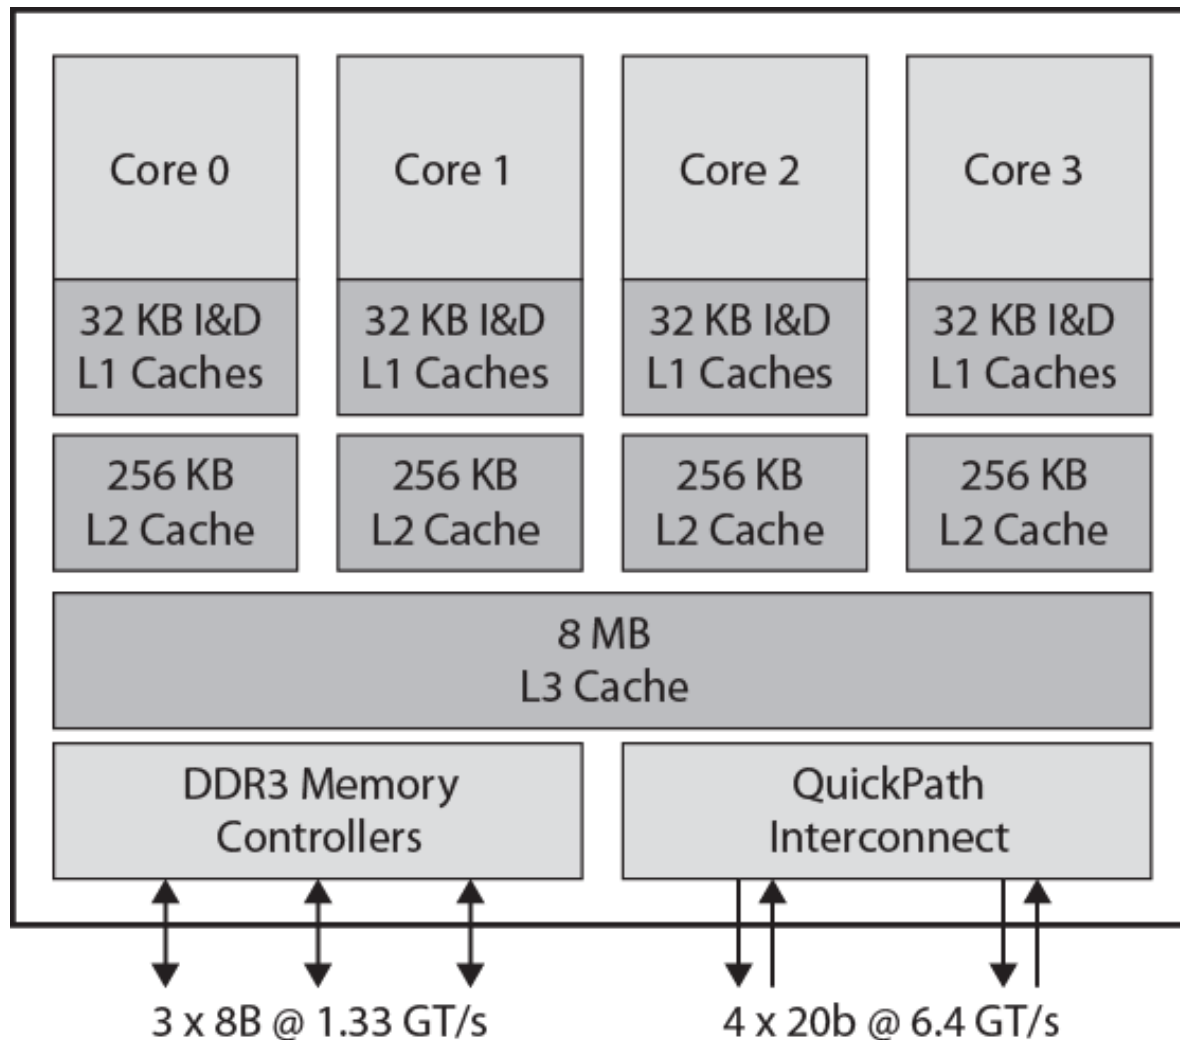 Core 0
Core 1
Core 2
Core 3
32 KB I&D
L1 Caches
32 KB I&D
L1 Caches
32 KB I&D
L1 Caches
32 KB I&D
L1 Caches
256 KB
L2 Cache
256 KB
L2 Cache
256 KB
L2 Cache
256 KB
L2 Cache
8 MB
L3 Cache
DDR3 Memory
Controllers
QuickPath
Interconnect
3 x 8B @ 1.33 GT/s
4 x 20b @ 6.4 GT/s